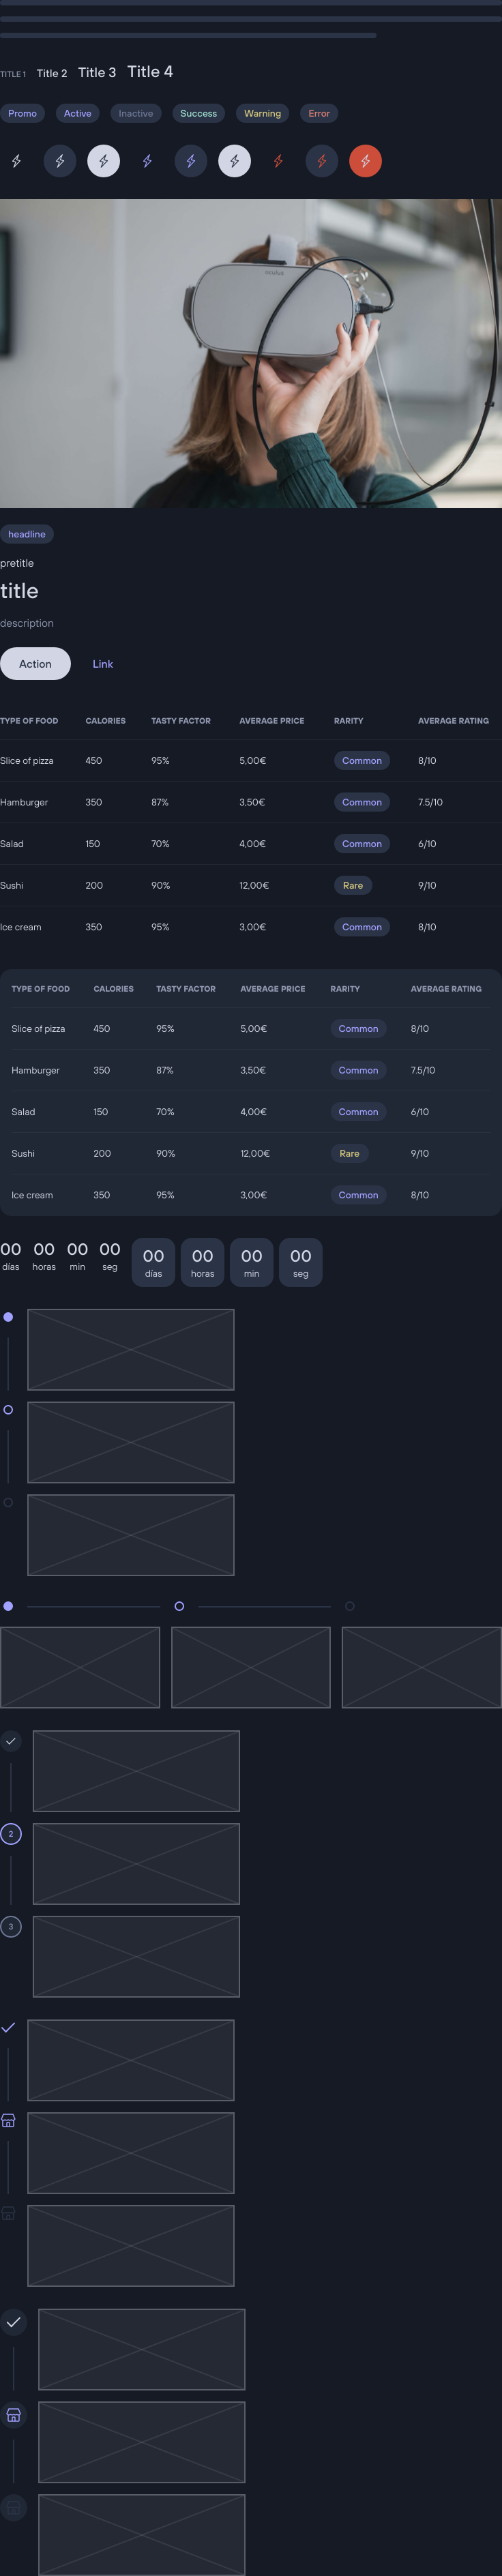 TITLE 1 Title 2 Title 3 Title 4
Promo Active Inactive Success Warning Error
oculus
headline
pretitle
title
description
Action Link
TYPE OF FOOD CALORIES TASTY FACTOR AVERAGE PRICE RARITY AVERAGE RATING
Slice of pizza 450 95% 5,00€ Common 8/10
Hamburger 350 87% 3,50€ Common 7.5/10
Salad 150 70% 4,00€ Common 6/10
Sushi 200 90% 12,00€ Rare 9/10
Ice cream 350 95% 3,00€ Common 8/10
TYPE OF FOOD CALORIES TASTY FACTOR AVERAGE PRICE RARITY AVERAGE RATING
Slice of pizza 450 95% 5,00€ Common 8/10
Hamburger 350 87% 3,50€ Common 7.5/10
Salad 150 70% 4,00€ Common 6/10
Sushi 200 90% 12,00€ Rare 9/10
Ice cream 350 95% 3,00€ Common 8/10
00 00 00 00 00 00 00 00
días horas min seg días horas min seg
2
3